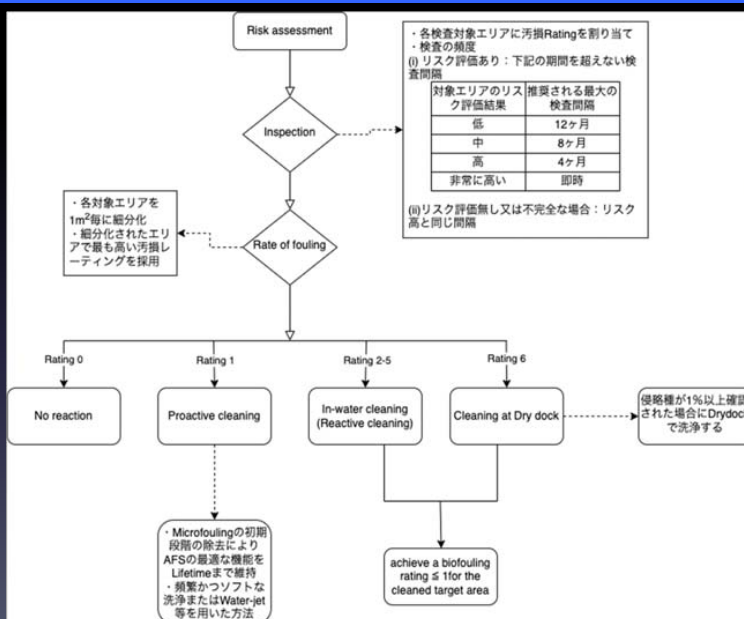 Risk assessment
・各検査対象エリアに汚損Ratingを割り当て
・検査の頻度
(i) リスク評価あり：下記の期間を超えない検
査間隔
対象エリアのリス
ク評価結果
推奨される最大の
検査間隔
低
12ヶ月
中
8ヶ月
高
4ヶ月
非常に高い
即時
(ii)リスク評価無し又は不完全な場合：リスク
高と同じ間隔
Inspection
・各対象エリアを
1m²毎に細分化
・細分化されたエリ
アで最も高い汚損レ
ーティングを採用
Rate of fouling
Rating 0
Rating 1
Rating 2-5
Rating 6
No reaction
Proactive cleaning
In-water cleaning
(Reactive cleaning)
Cleaning at Dry dock
侵略種が1%以上確認
された場合にDrydock
で洗浄する
・Microfoulingの初期
段階の除去により
AFSの最適な機能を
Lifetimeまで維持
・頻繁かつソフトな
洗浄またはWater-jet
等を用いた方法
achieve a biofouling
rating ≦ 1for the
cleaned target area